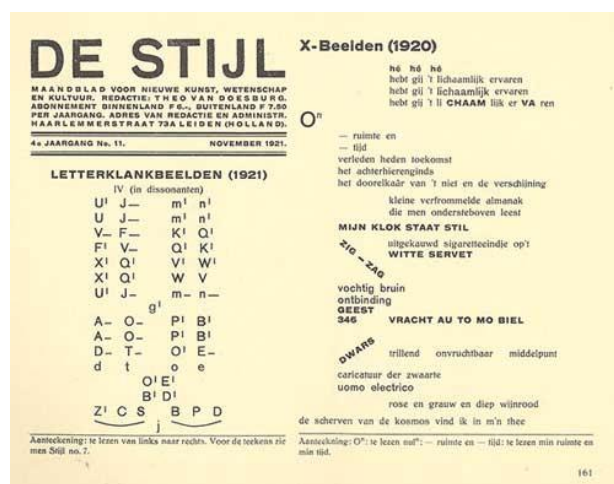 DE STIJL
MAANDBLAD VOOR NIEUWE KUNST, WETENSCHAP
EN KULTUUR. REDACTIE: THEO VAN DOESBURG.
ABONNEMENT BINNENLAND F 6.-, BUITENLAND F 7.50
PER JAARGANG. ADRES VAN REDACTIE EN ADMINISTR.
HAARLEMMERSTRAAT 73A LEIDEN (HOLLAND).
4e JAARGANG No. 11. NOVEMBER 1921.
LETTERKLANKBEELDEN (1921)
IV (in dissonanten)
U| J— m| n|
U J— m| n|
V— F— K| Q|
F| V— Q| K|
X| Q| V| W|
X| Q| W V
U| J— m— n—
g|
A— O— P| B|
A— O— P| B|
D— T— O| E—
d t o e
O| E|
B| D|
Z| C S B P D
j
Aanteekening: te lezen van links naar rechts. Voor de teekens zie
men Stijl no. 7.
X-Beelden (1920)
hé hé hé
hebt gij 't lichaamlijk ervaren
hebt gij 't lichaamlijk ervaren
hebt gij 't li CHAAM lijk er VA ren
Oⁿ
— ruimte en
— tijd
verleden heden toekomst
het achterhierenginds
het doorelkaâr van 't niet en de verschijning
kleine verfrommelde almanak
die men ondersteboven leest
MIJN KLOK STAAT STIL
uitgekauwd sigaretteeindje op't
WITTE SERVET
ZIG – ZAG
vochtig bruin
ontbinding
GEEST
346 VRACHT AU TO MO BIEL
DWARS
trillend onvruchtbaar middelpunt
caricatuur der zwaarte
uomo electrico
rose en grauw en diep wijnrood
de scherven van de kosmos vind ik in m'n thee
Aanteekening: Oⁿ: te lezen nulⁿ; — ruimte en — tijd: te lezen min ruimte en
min tijd.
161